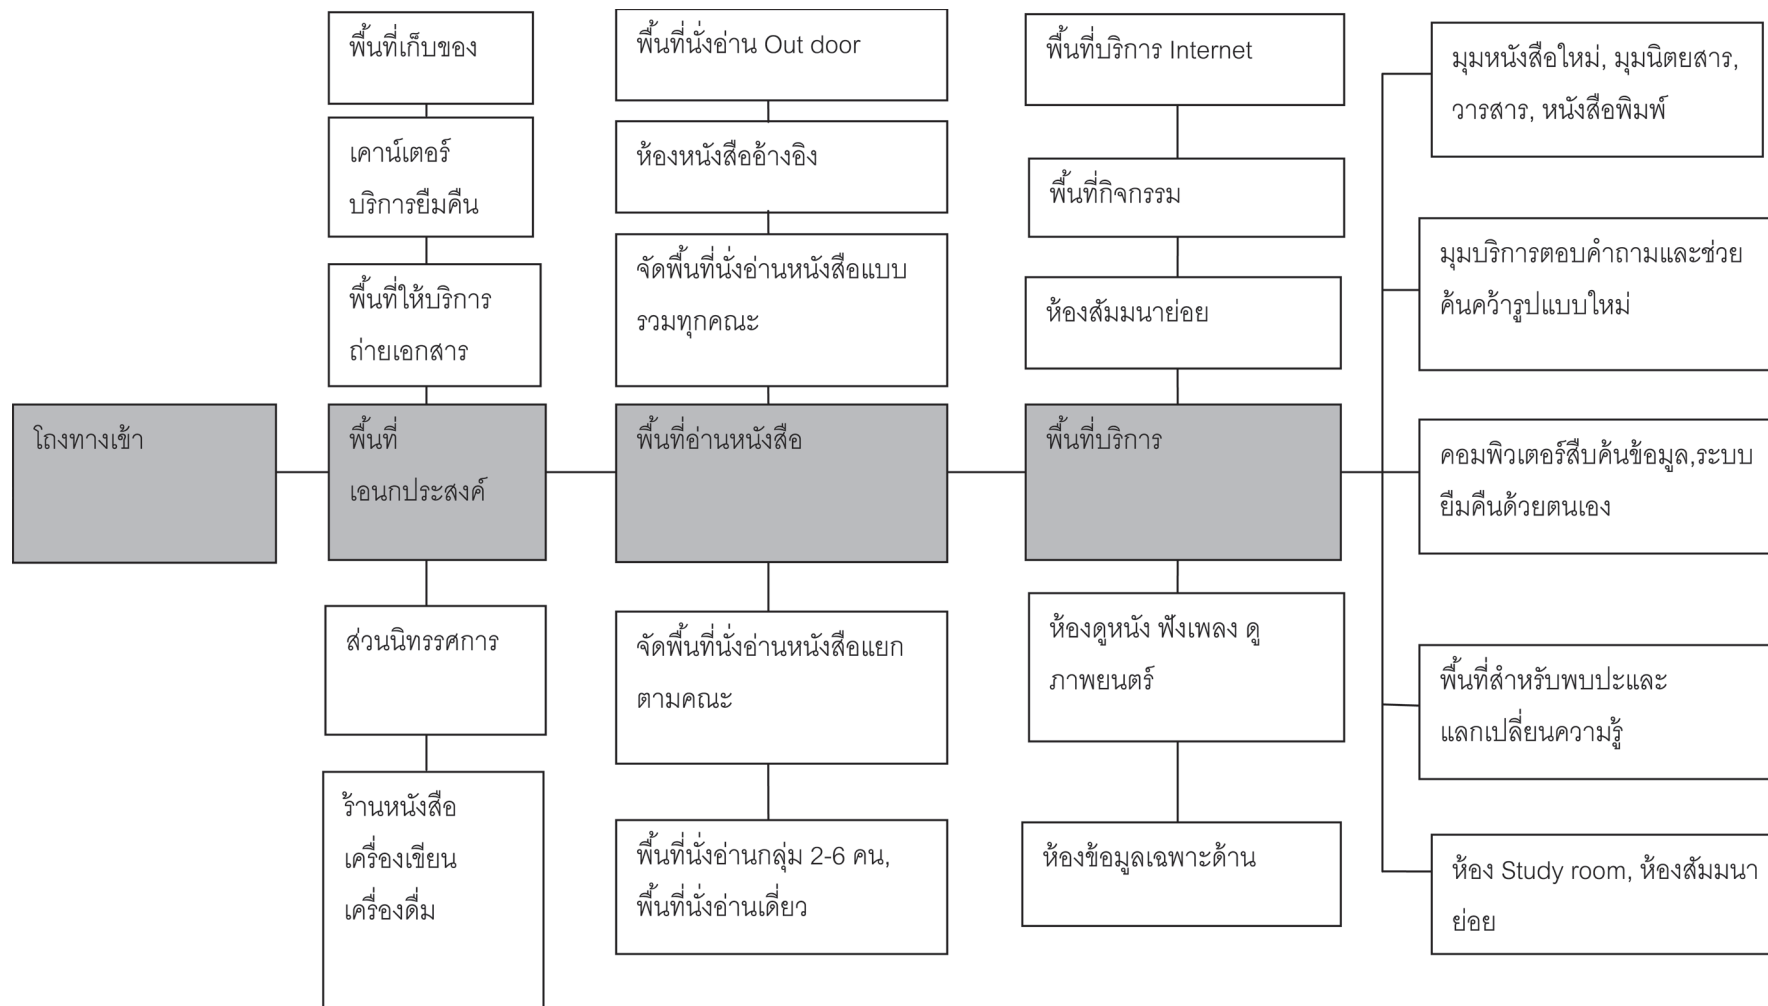 พื้นที่เก็บของ
เคาน์เตอร์
บริการยืมคืน
พื้นที่ให้บริการ
ถ่ายเอกสาร
พื้นที่นั่งอ่าน Out door
ห้องหนังสืออ้างอิง
จัดพื้นที่นั่งอ่านหนังสือแบบ
รวมทุกคณะ
พื้นที่บริการ Internet
พื้นที่กิจกรรม
ห้องสัมมนาย่อย
โถงทางเข้า
พื้นที่
เอนกประสงค์
พื้นที่อ่านหนังสือ
พื้นที่บริการ
ส่วนนิทรรศการ
ร้านหนังสือ
เครื่องเขียน
เครื่องดื่ม
จัดพื้นที่นั่งอ่านหนังสือแยก
ตามคณะ
พื้นที่นั่งอ่านกลุ่ม 2-6 คน,
พื้นที่นั่งอ่านเดี่ยว
ห้องดูหนัง ฟังเพลง ดู
ภาพยนตร์
ห้องข้อมูลเฉพาะด้าน
มุมหนังสือใหม่, มุมนิตยสาร,
วารสาร, หนังสือพิมพ์
มุมบริการตอบคำถามและช่วย
ค้นคว้ารูปแบบใหม่
คอมพิวเตอร์สืบค้นข้อมูล,ระบบ
ยืมคืนด้วยตนเอง
พื้นที่สำหรับพบปะและ
แลกเปลี่ยนความรู้
ห้อง Study room, ห้องสัมมนา
ย่อย